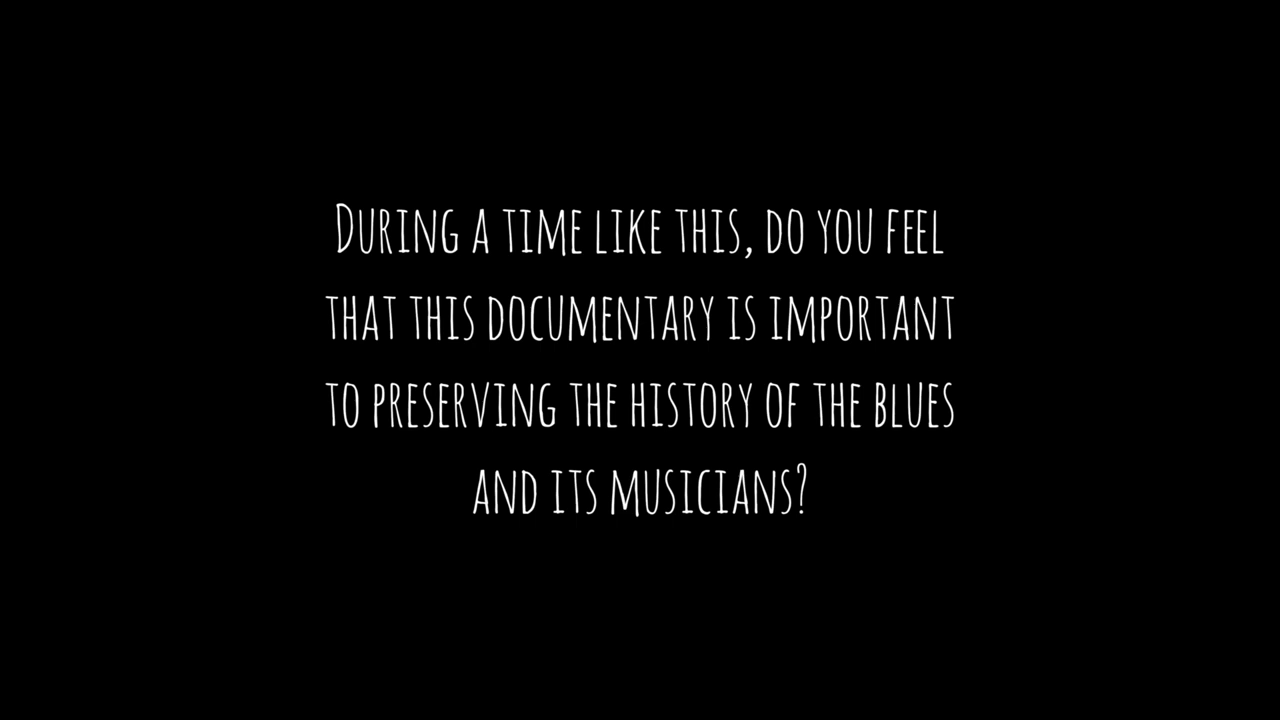 During a time like this, do you feel
that this documentary is important
to preserving the history of the blues
and its musicians?